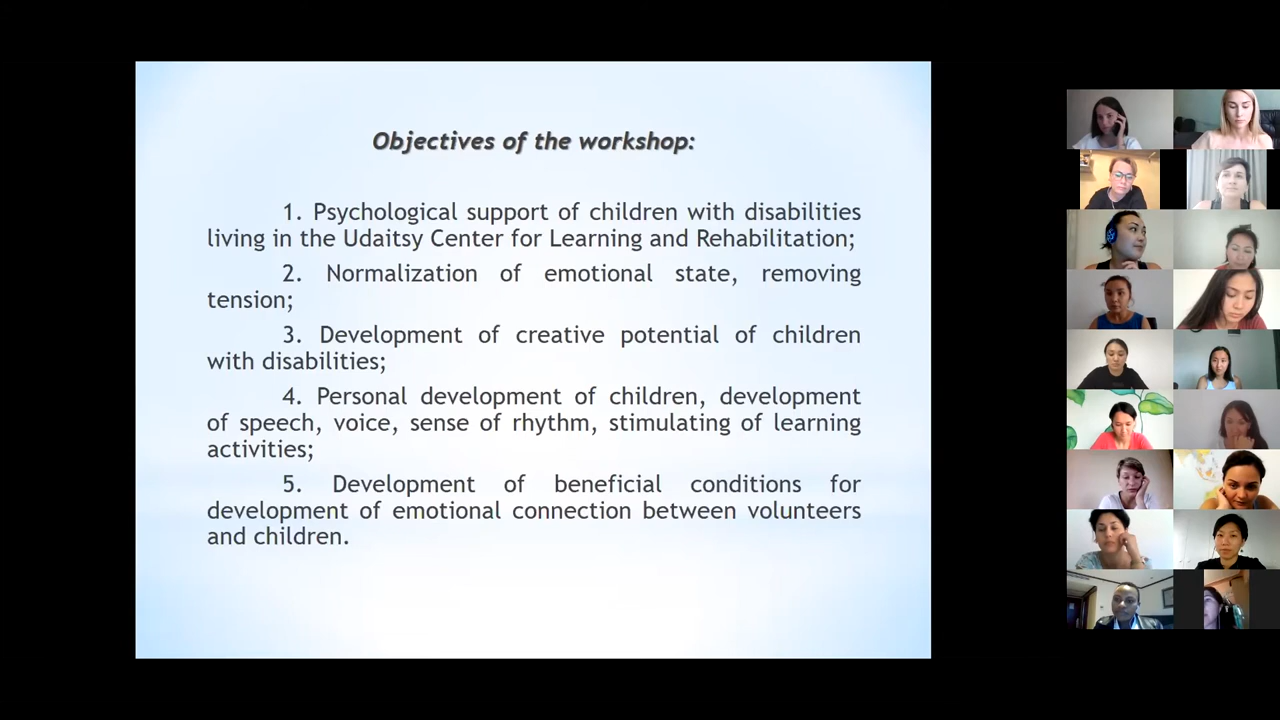 Objectives of the workshop:
1. Psychological support of children with disabilities
living in the Udaitsy Center for Learning and Rehabilitation;
2. Normalization of emotional state, removing
tension;
3. Development of creative potential of children
with disabilities;
4. Personal development of children, development
of speech, voice, sense of rhythm, stimulating of learning
activities;
5. Development of beneficial conditions for
development of emotional connection between volunteers
and children.